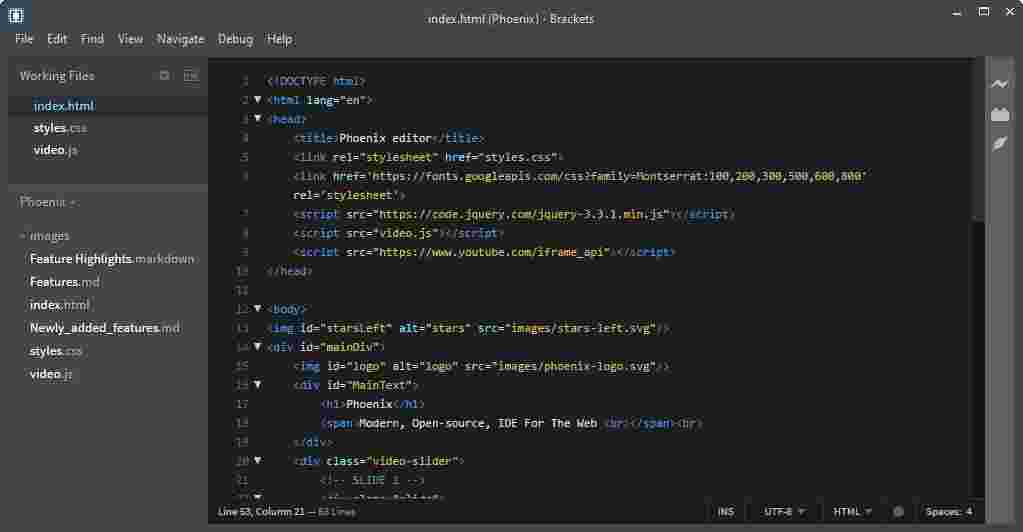 index.html (Phoenix) - Brackets
File Edit Find View Navigate Debug Help
Working Files
index.html
styles.css
video.js
Phoenix
images
Feature Highlights.markdown
Features.md
index.html
Newly_added_features.md
styles.css
video.js
1 <!DOCTYPE html>
2 <html lang="en">
3 <head>
4 <title>Phoenix editor</title>
5 <link rel="stylesheet" href="styles.css">
6 <link href='https://fonts.googleapis.com/css?family=Montserrat:100,200,300,500,600,800'
rel='stylesheet'>
7 <script src="https://code.jquery.com/jquery-3.3.1.min.js"></script>
8 <script src="video.js"></script>
9 <script src="https://www.youtube.com/iframe_api"></script>
10 </head>
11
12 <body>
13 <img id="starsLeft" alt="stars" src="images/stars-left.svg"/>
14 <div id="mainDiv">
15 <img id="logo" alt="logo" src="images/phoenix-logo.svg"/>
16 <div id="MainText">
17 <h1>Phoenix</h1>
18 <span>Modern, Open-source, IDE For The Web <br></span><br>
19 </div>
20 <div class="video-slider">
21 <!-- SLIDE 1 -->
Line 53, Column 21 — 63 Lines
INS UTF-8 HTML Spaces: 4